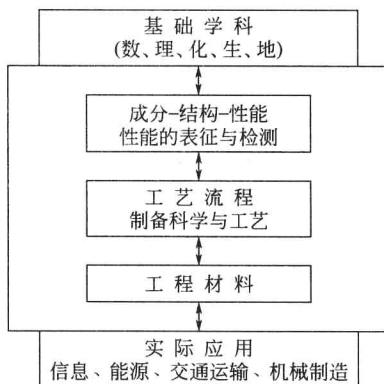 基础学科
(数、理、化、生、地)
成分-结构-性能
性能的表征与检测
工艺流程
制备科学与工艺
工程材料
实际应用
信息、能源、交通运输、机械制造